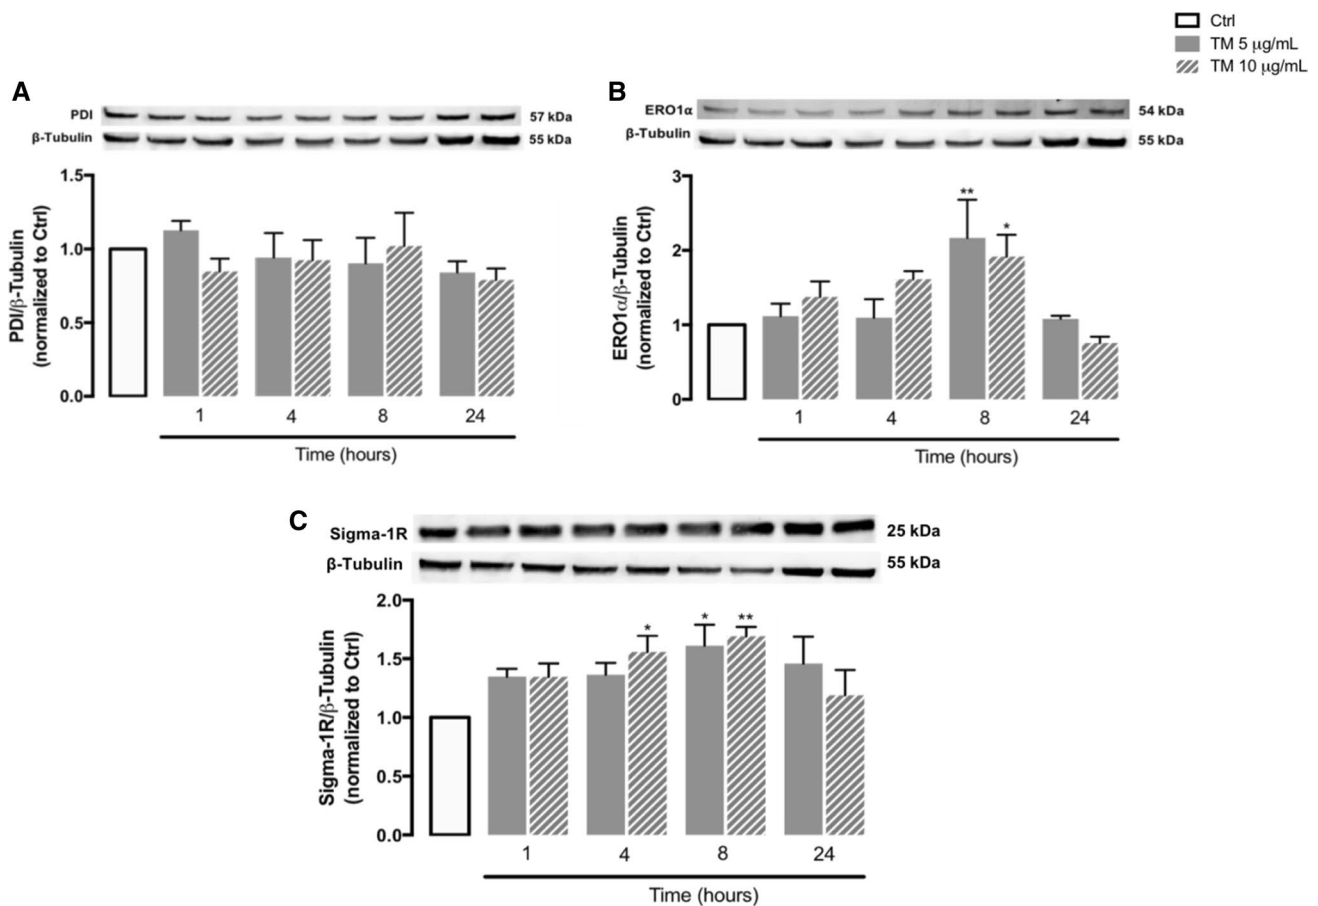 Ctrl
TM 5 μg/mL
TM 10 μg/mL
A
PDI
57 kDa
β-Tubulin
55 kDa
PDI/β-Tubulin
(normalized to Ctrl)
1.5
1.0
0.5
0.0
1 4 8 24
Time (hours)
B
ERO1α
54 kDa
β-Tubulin
55 kDa
ERO1α/β-Tubulin
(normalized to Ctrl)
3
2
1
0
** *
1 4 8 24
Time (hours)
C
Sigma-1R
25 kDa
β-Tubulin
55 kDa
Sigma-1R/β-Tubulin
(normalized to Ctrl)
2.0
1.5
1.0
0.5
0.0
* * **
1 4 8 24
Time (hours)